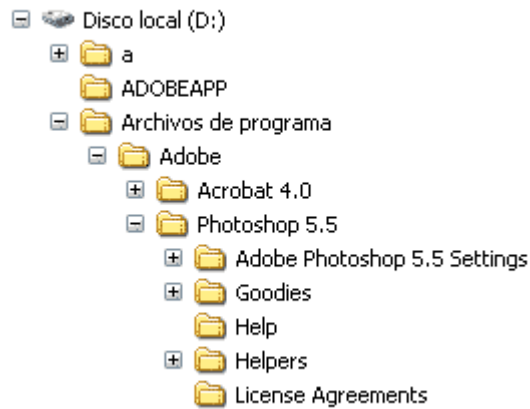 Disco local (D:)
a
ADOBEAPP
Archivos de programa
Adobe
Acrobat 4.0
Photoshop 5.5
Adobe Photoshop 5.5 Settings
Goodies
Help
Helpers
License Agreements